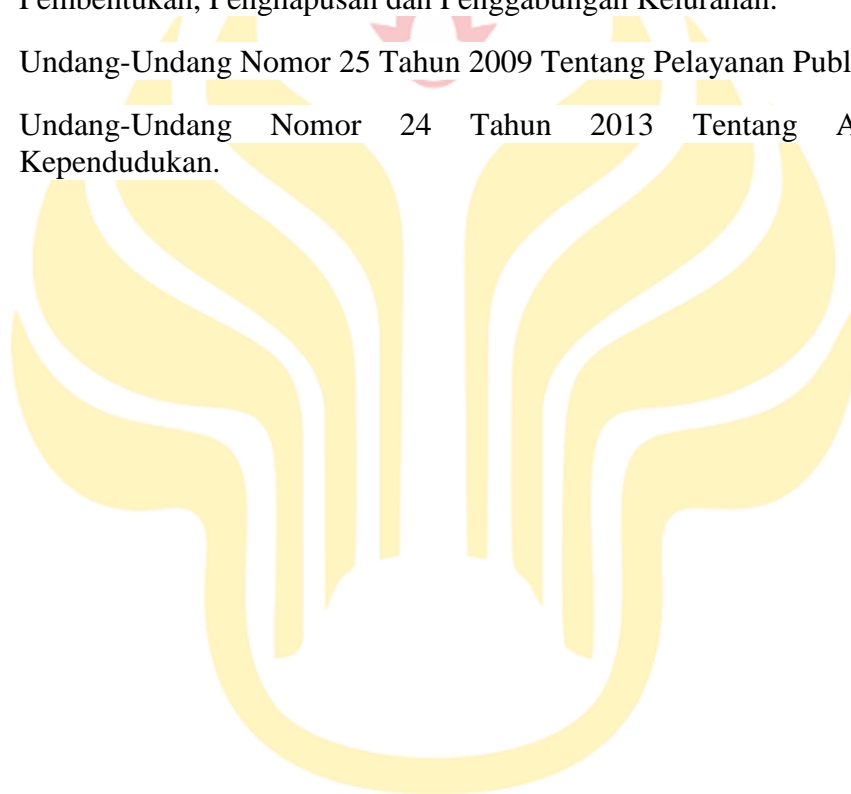 Pembentukan, Penghapusan dan Penggabungan Kelurahan.
Undang-Undang Nomor 25 Tahun 2009 Tentang Pelayanan Publ
Undang-Undang Nomor 24 Tahun 2013 Tentang A
Kependudukan.